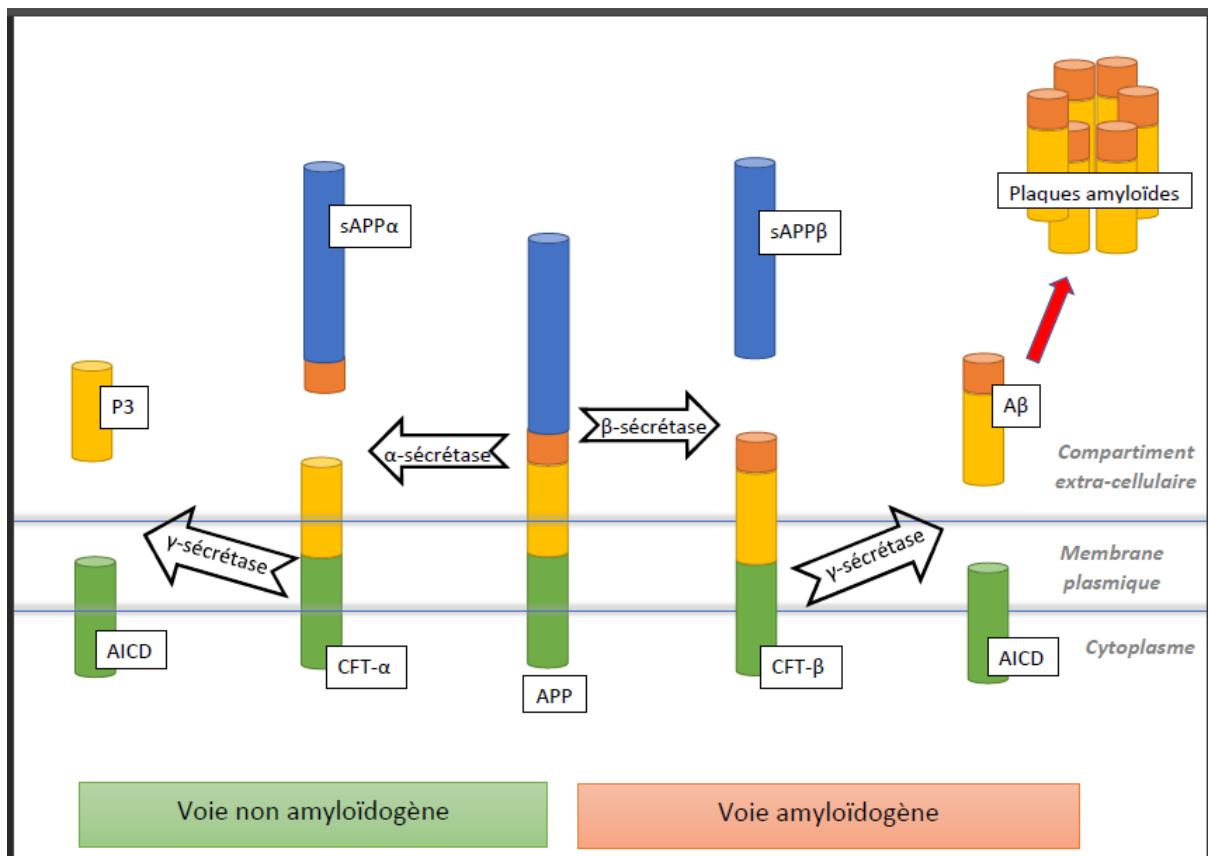 Plaques amyloïdes
sAPPα
sAPPβ
P3
Aβ
β-sécrétase
α-sécrétase
Compartiment
extra-cellulaire
γ-sécrétase
γ-sécrétase
Membrane
plasmique
AICD
CFT-α
APP
CFT-β
AICD
Cytoplasme
Voie non amyloïdogène
Voie amyloïdogène